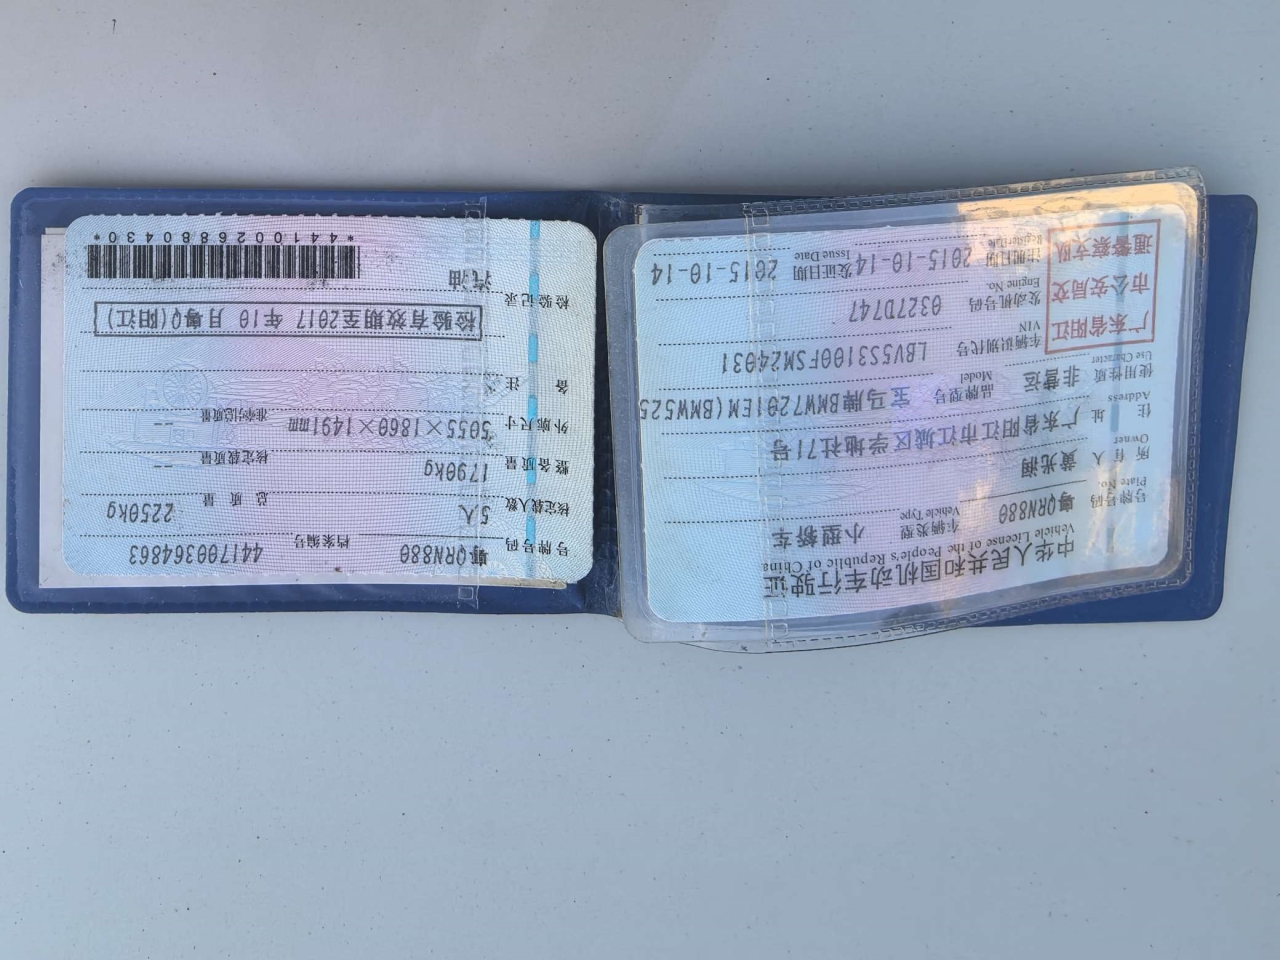 中华人民共和国机动车行驶证
Vehicle License of the People's Republic of China
号牌号码 粤QRN880 车辆类型 小型轿车
Plate No. Vehicle Type
所有人 黄光润
Owner
住址 广东省阳江市江城区学地社71号
Address
使用性质 非营运 品牌型号 宝马牌BMW7201EM(BMW525
Use Character Model
广东省阳江市公安局交通警察支队
车辆识别代号 LBV5S3100FSM24031
VIN
发动机号码 0327D747
Engine No.
注册日期 2015-10-14 发证日期 2015-10-14
Register Date Issue Date
号牌号码 粤QRN880 档案编号 441700364863
核定载人数 5人 总质量 2250kg
整备质量 1790kg 核定载质量 --
外廓尺寸 5055×1860×1491mm 准牵引总质量 --
备注
检验有效期至2017年10月粤Q(阳江)
检验记录
汽油
*4410026880430*